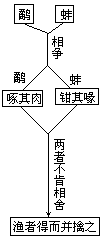 鹬 蚌
相争
鹬 蚌
啄其肉 钳其喙
两者不肯相舍
渔者得而并擒之